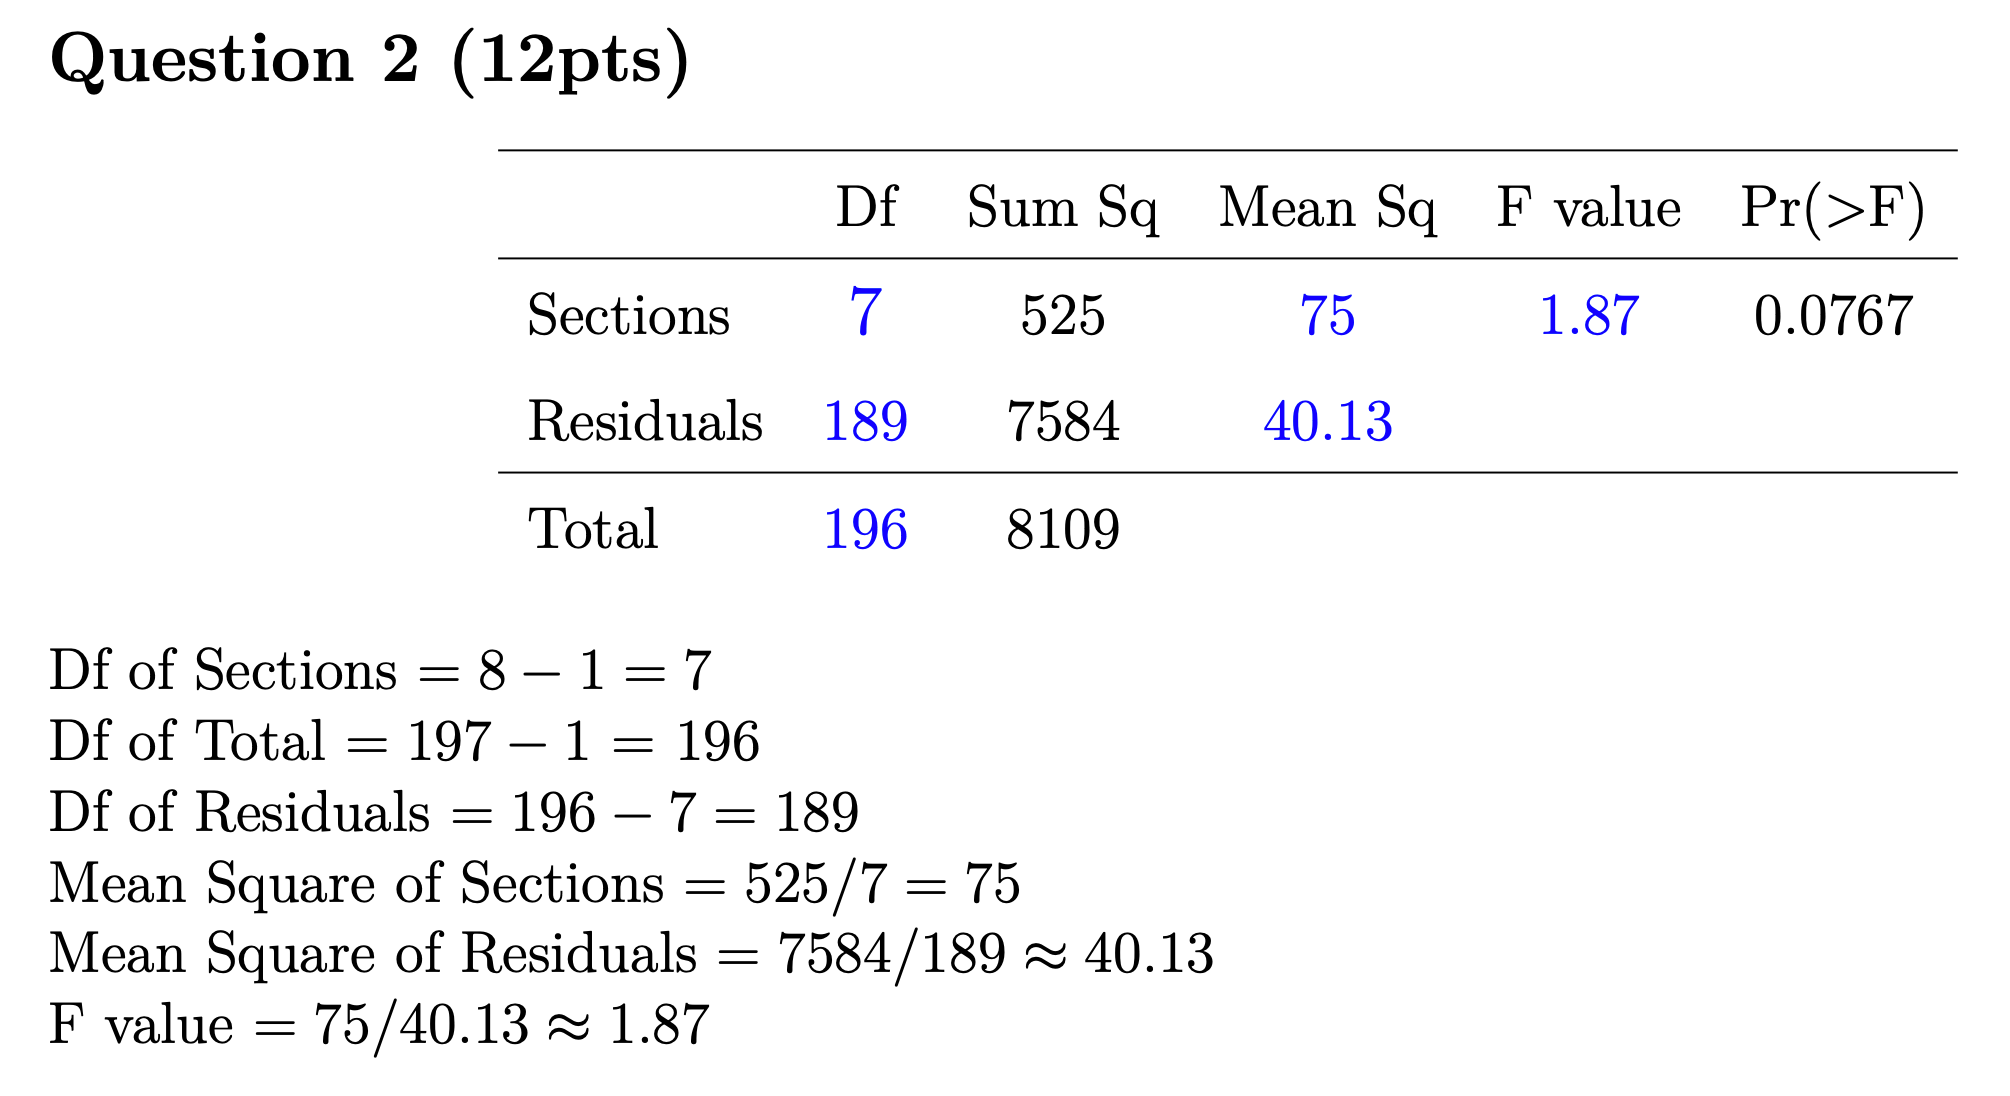 Question 2 (12pts)
Df Sum Sq Mean Sq F value Pr(>F)
Sections 7 525 75 1.87 0.0767
Residuals 189 7584 40.13
Total 196 8109
Df of Sections = 8 − 1 = 7
Df of Total = 197 − 1 = 196
Df of Residuals = 196 − 7 = 189
Mean Square of Sections = 525/7 = 75
Mean Square of Residuals = 7584/189 ≈ 40.13
F value = 75/40.13 ≈ 1.87